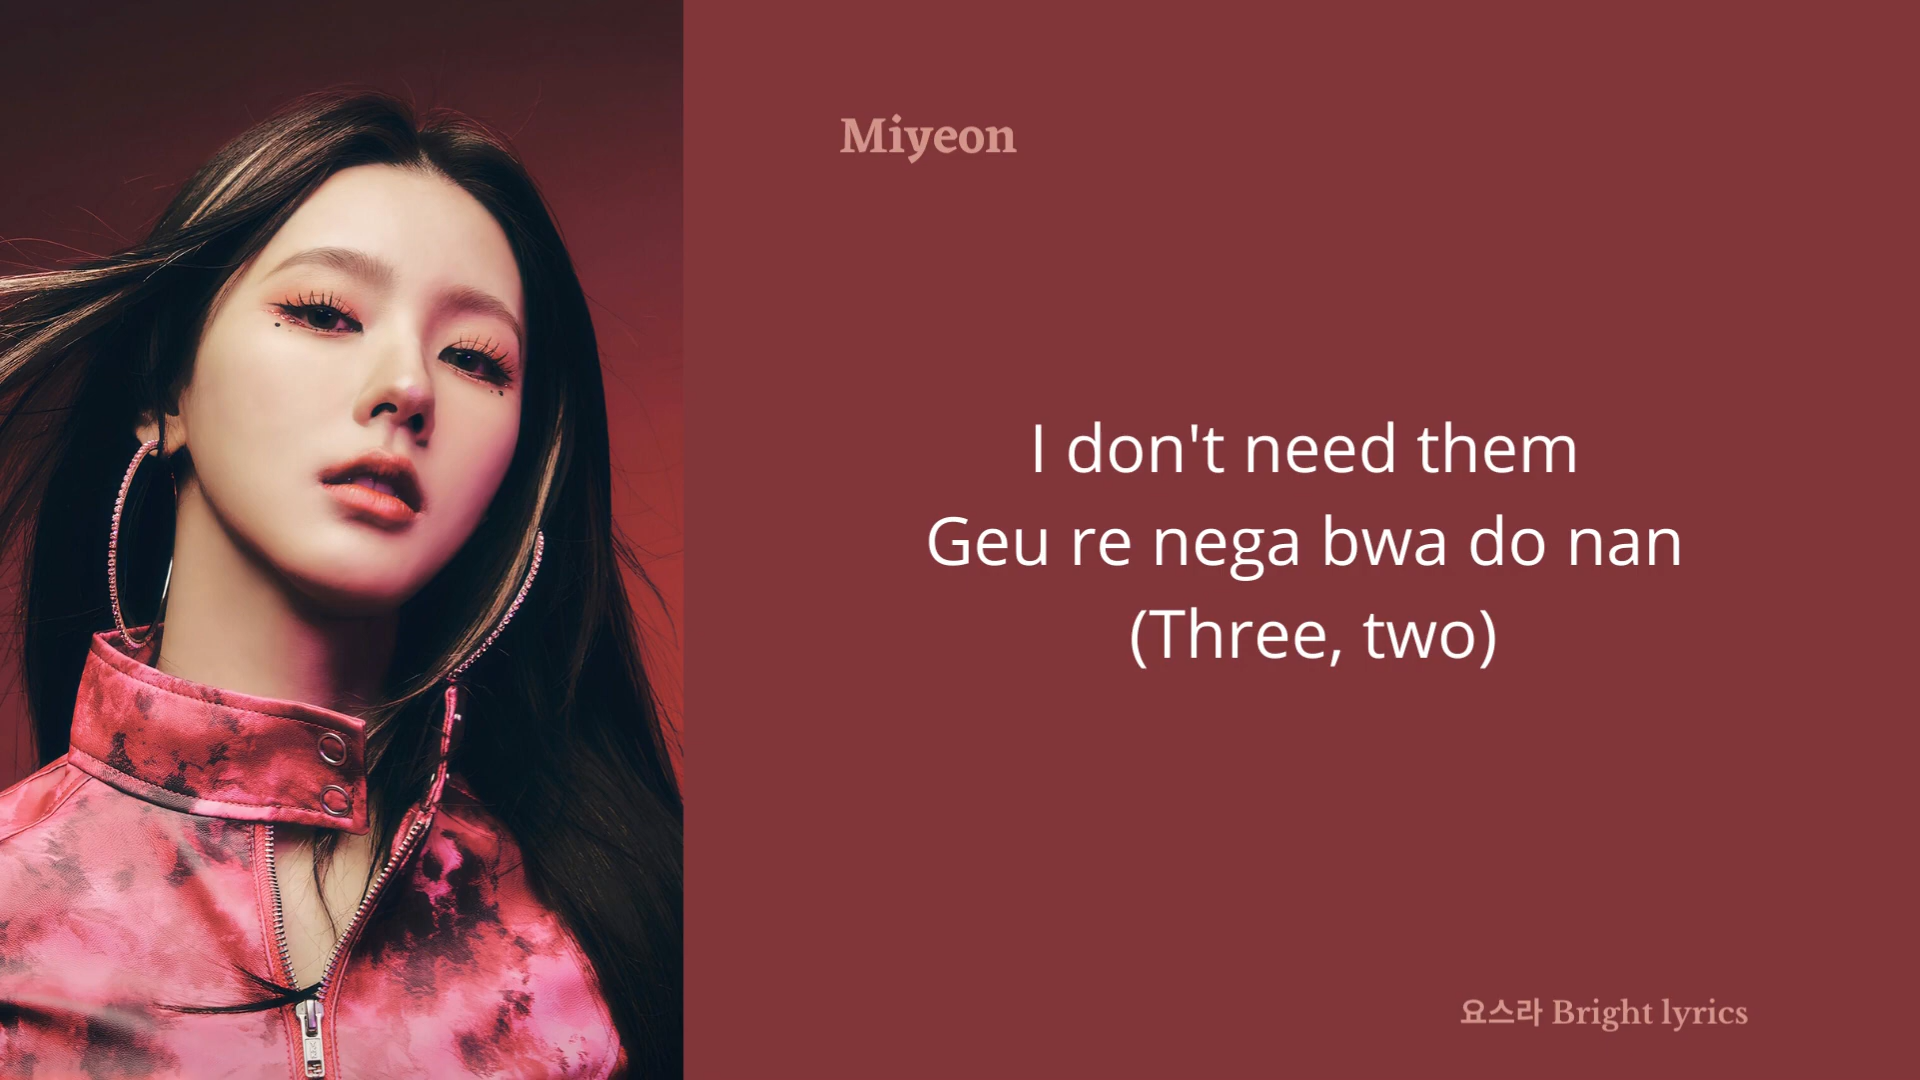 Miyeon
I don't need them
Geu re nega bwa do nan
(Three, two)
요스라 Bright lyrics